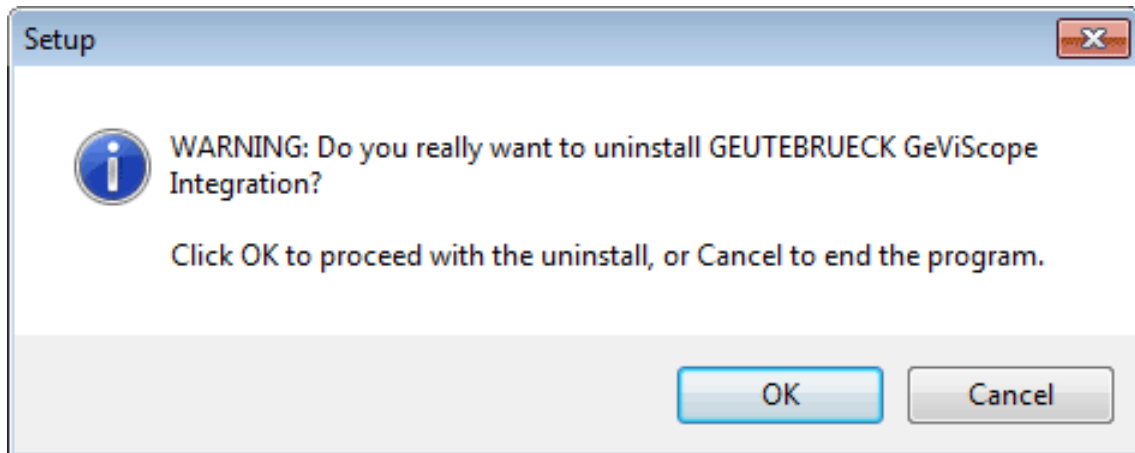 Setup
WARNING: Do you really want to uninstall GEUTEBRUECK GeViScope
Integration?
Click OK to proceed with the uninstall, or Cancel to end the program.
OK
Cancel